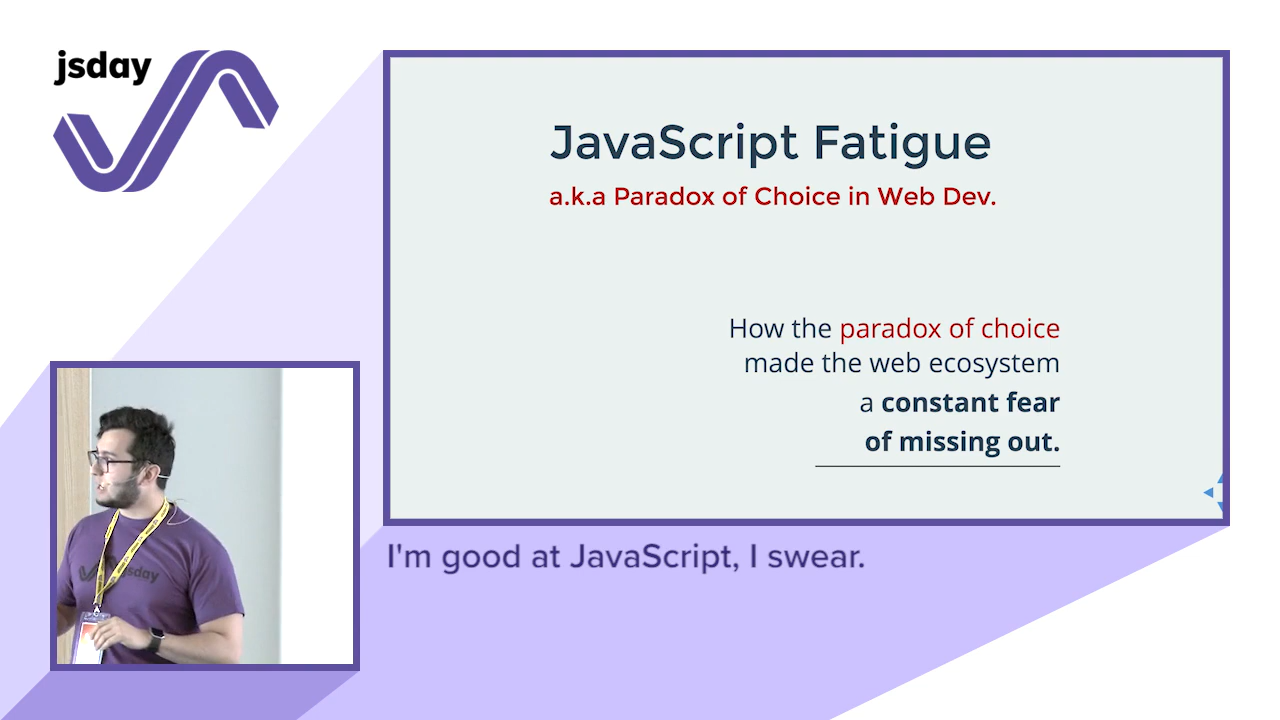 jsday
JavaScript Fatigue
a.k.a Paradox of Choice in Web Dev.
How the paradox of choice
made the web ecosystem
a constant fear
of missing out.
jsday
I'm good at JavaScript, I swear.